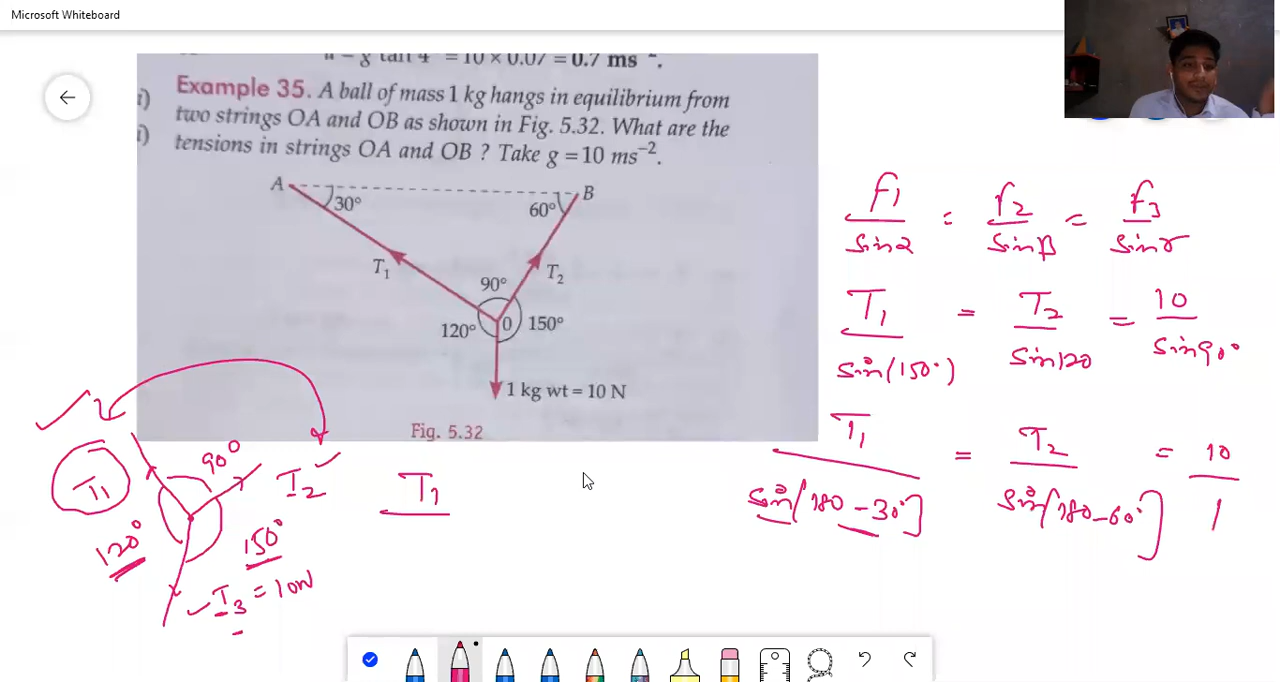 Microsoft Whiteboard
= 10 × 0.07 = 0.7 ms
Example 35. A ball of mass 1 kg hangs in equilibrium from
two strings OA and OB as shown in Fig. 5.32. What are the
tensions in strings OA and OB ? Take g = 10 ms⁻².
A
B
30°
60°
T₁
T₂
90°
120°
O
150°
1 kg wt = 10 N
Fig. 5.32
f₁/sinα = f₂/sinβ = f₃/sinγ
T₁/sin(150°) = T₂/sin120 = 10/sin90°
T₁/sin[180-30°] = T₂/sin[180-60°] = 10/1
T₁
90°
T₂
120°
150°
T₃ = 10N
T₁